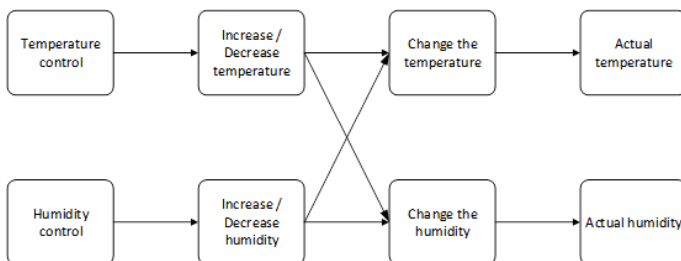 Temperature
control
Increase /
Decrease
temperature
Change the
temperature
Actual
temperature
Humidity
control
Increase /
Decrease
humidity
Change the
humidity
Actual humidity